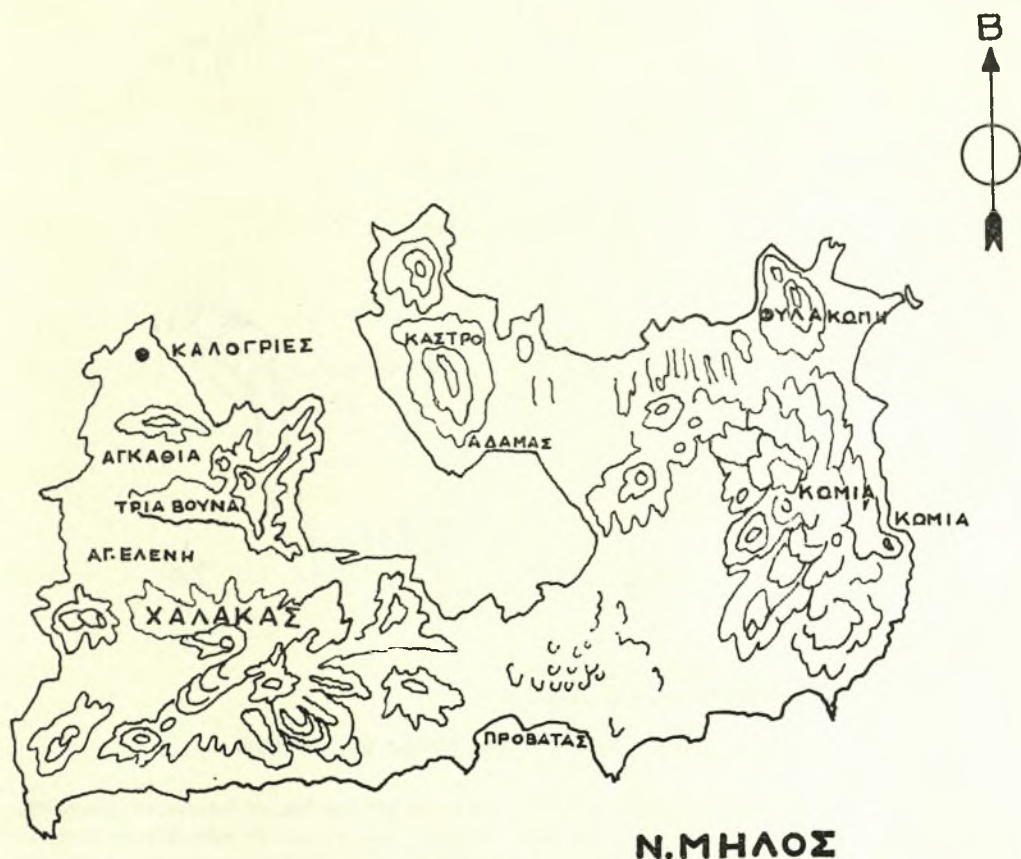 Β
ΦΥΛΑΚΩΠΗ
ΚΑΣΤΡΟ
ΚΑΛΟΓΡΙΕΣ
ΑΔΑΜΑΣ
ΑΓΚΑΘΙΑ
ΚΩΜΙΑ
ΤΡΙΑ ΒΟΥΝΑ
ΚΩΜΙΑ
ΑΓ. ΕΛΕΝΗ
ΧΑΛΑΚΑΣ
ΠΡΟΒΑΤΑΣ
Ν. ΜΗΛΟΣ